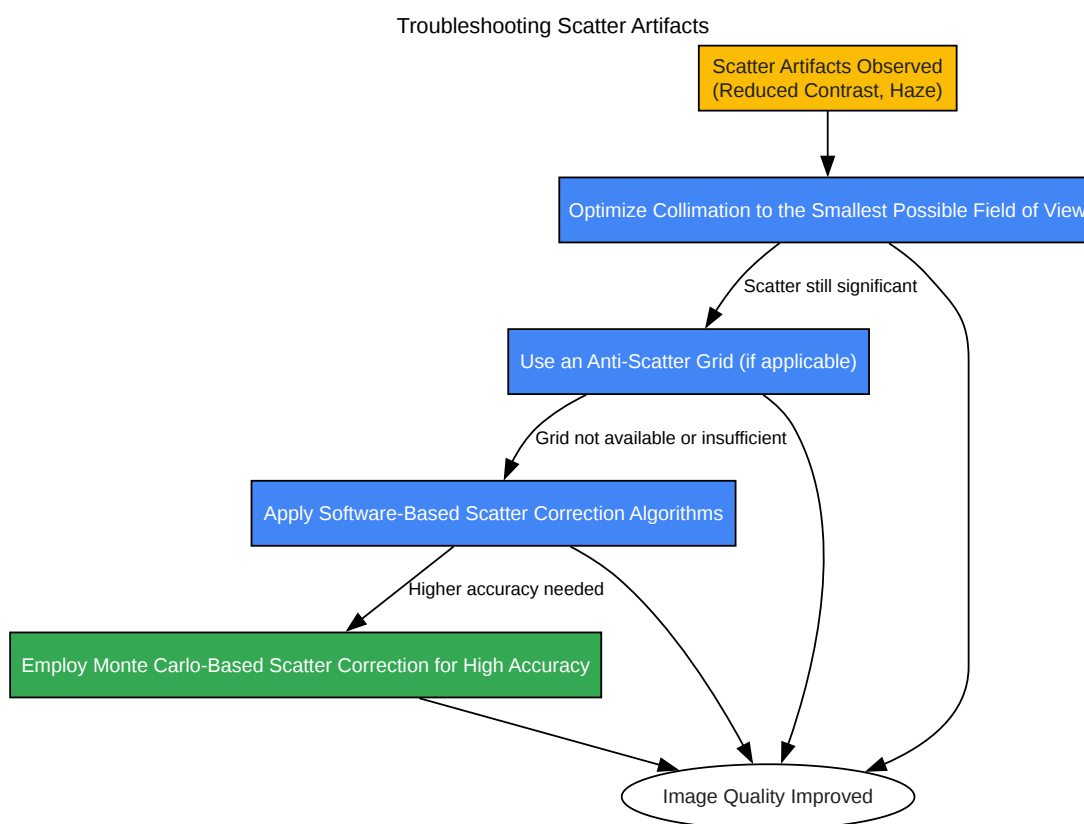 Troubleshooting Scatter Artifacts
Scatter Artifacts Observed
(Reduced Contrast, Haze)
Optimize Collimation to the Smallest Possible Field of View
Scatter still significant
Use an Anti-Scatter Grid (if applicable)
Grid not available or insufficient
Apply Software-Based Scatter Correction Algorithms
Higher accuracy needed
Employ Monte Carlo-Based Scatter Correction for High Accuracy
Image Quality Improved